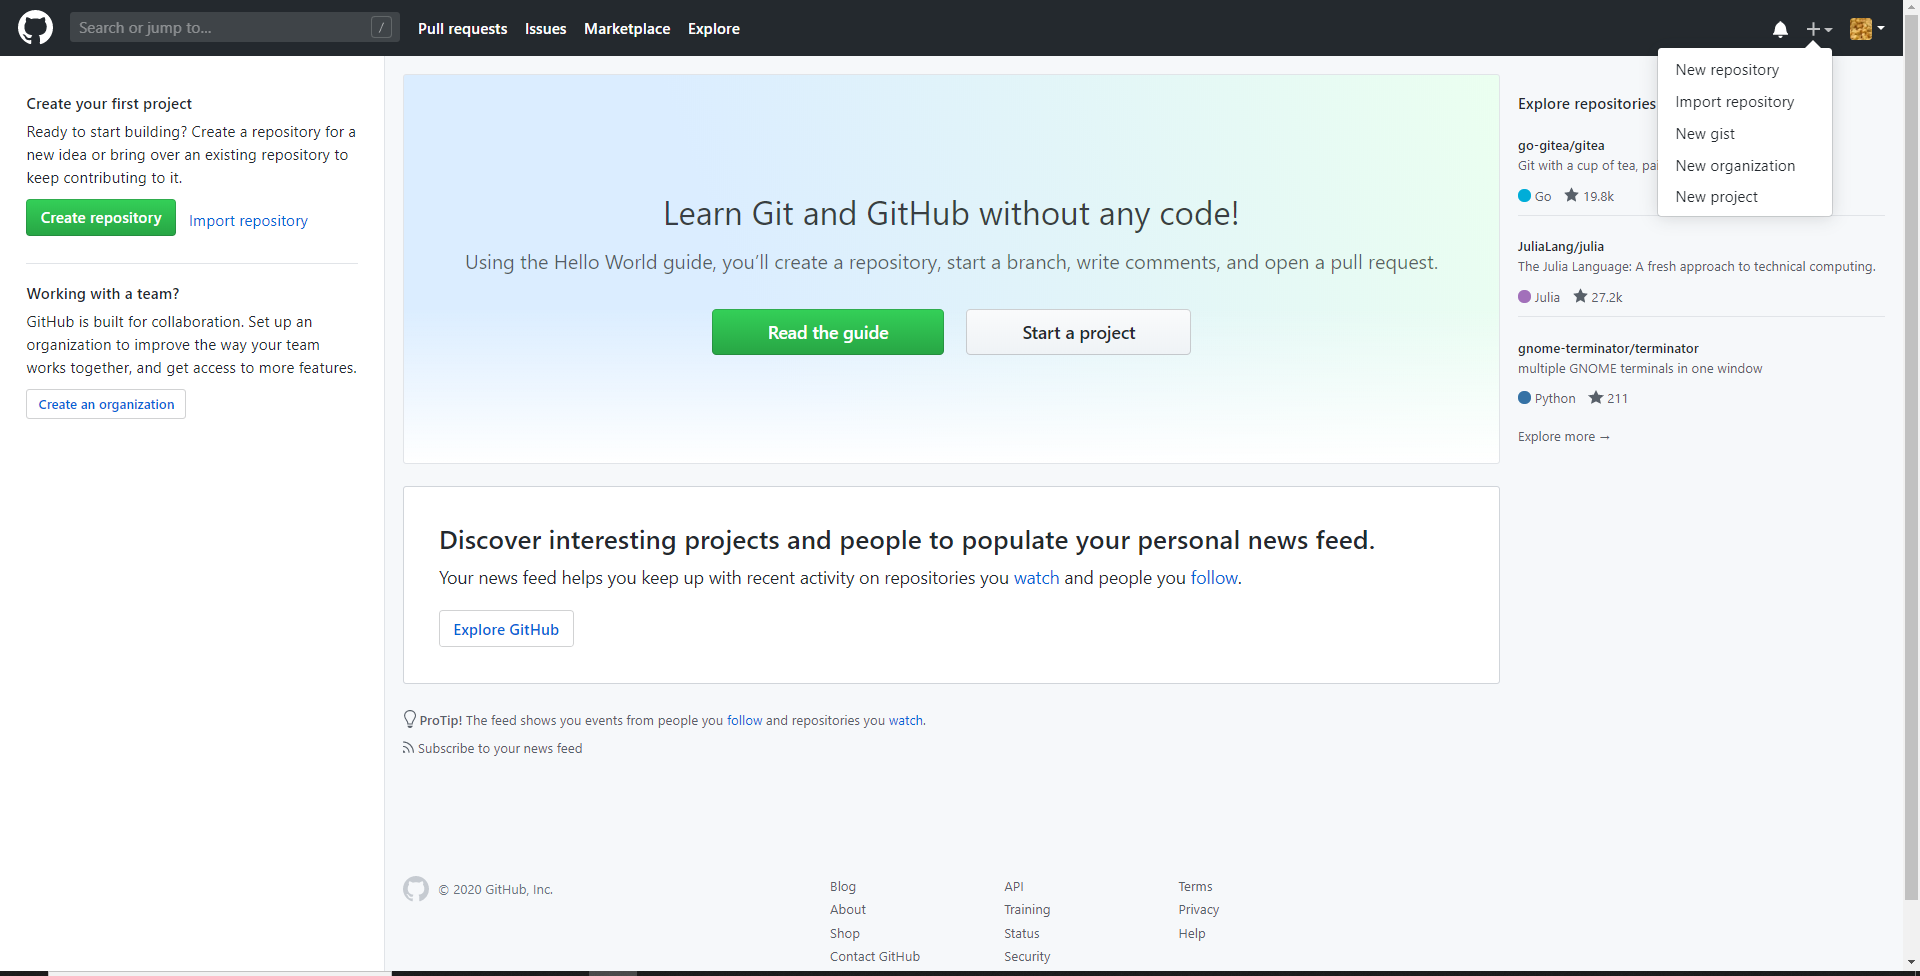 Search or jump to...
/
Pull requests
Issues
Marketplace
Explore
New repository
Import repository
New gist
New organization
New project
Create your first project
Ready to start building? Create a repository for a
new idea or bring over an existing repository to
keep contributing to it.
Create repository
Import repository
Working with a team?
GitHub is built for collaboration. Set up an
organization to improve the way your team
works together, and get access to more features.
Create an organization
Learn Git and GitHub without any code!
Using the Hello World guide, you’ll create a repository, start a branch, write comments, and open a pull request.
Read the guide
Start a project
Discover interesting projects and people to populate your personal news feed.
Your news feed helps you keep up with recent activity on repositories you watch and people you follow.
Explore GitHub
ProTip! The feed shows you events from people you follow and repositories you watch.
Subscribe to your news feed
Explore repositories
go-gitea/gitea
Git with a cup of tea,
Go
19.8k
JuliaLang/julia
The Julia Language: A fresh approach to technical computing.
Julia
27.2k
gnome-terminator/terminator
multiple GNOME terminals in one window
Python
211
Explore more →
© 2020 GitHub, Inc.
Blog
About
Shop
Contact GitHub
API
Training
Status
Security
Terms
Privacy
Help